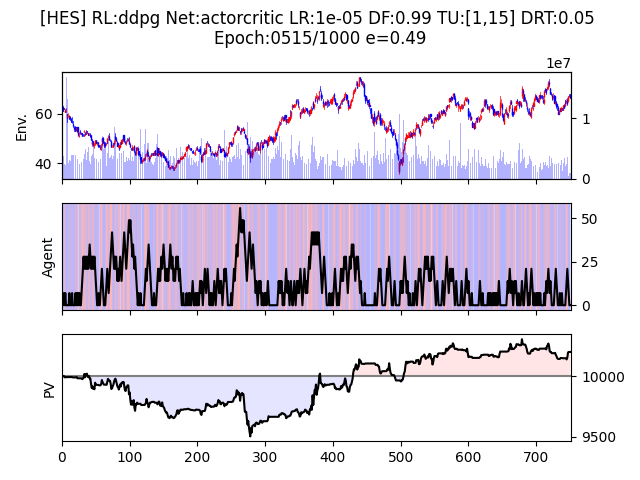 [HES] RL:ddpg Net:actorcritic LR:1e-05 DF:0.99 TU:[1,15] DRT:0.05
Epoch:0515/1000 e=0.49
1e7
Env.
60
40
1
0
Agent
50
25
0
PV
10000
9500
0 100 200 300 400 500 600 700